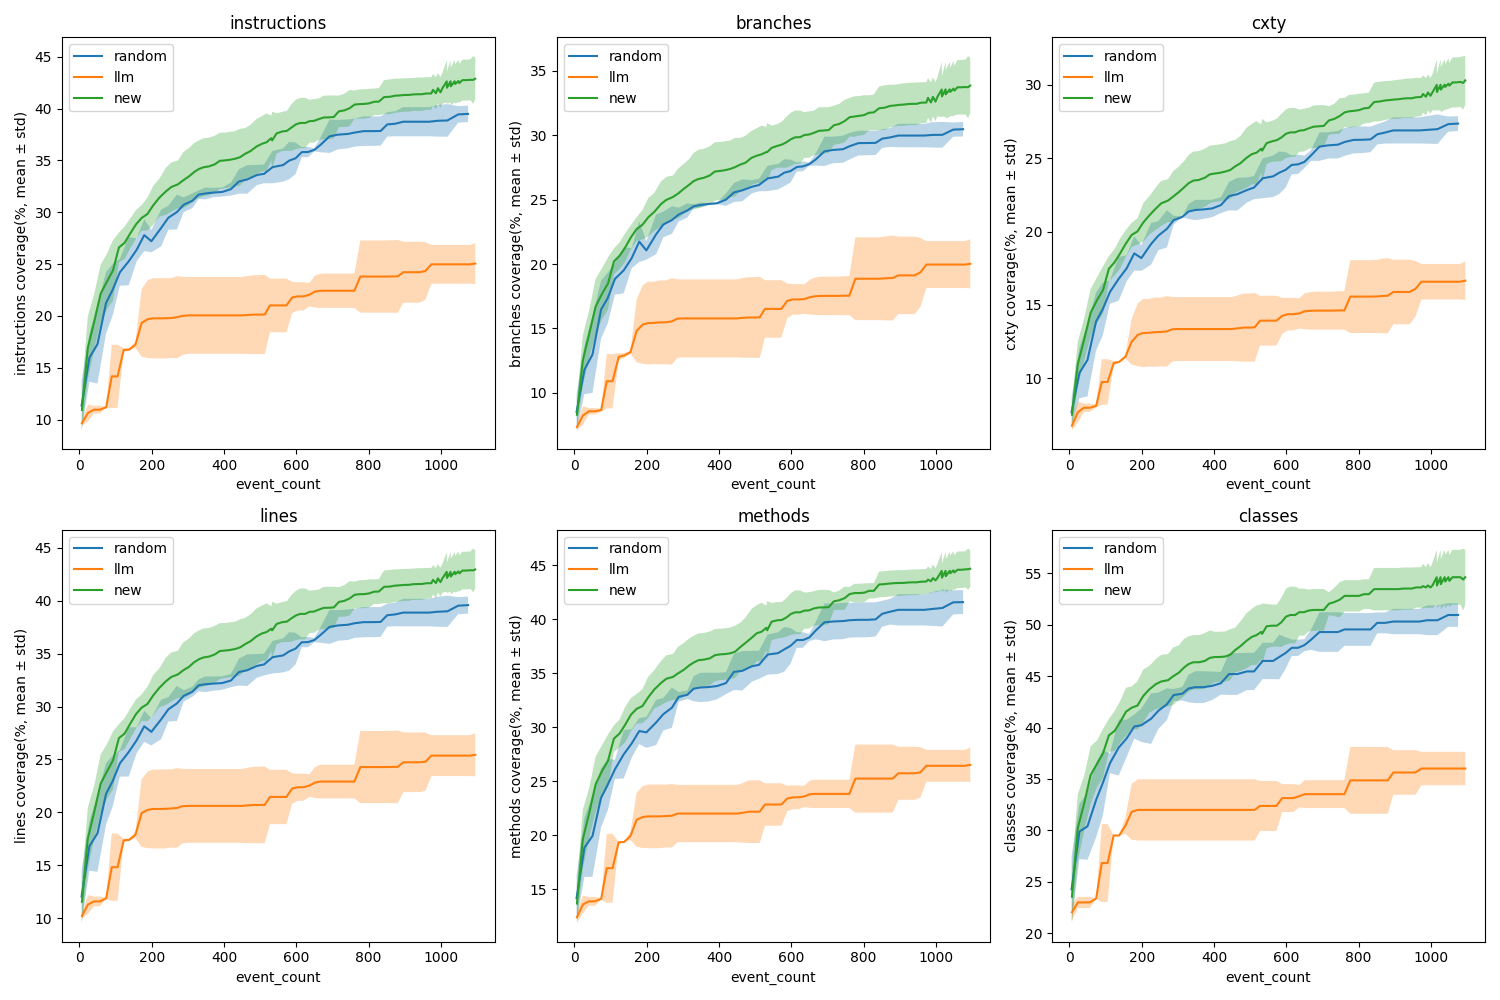 instructions
instructions coverage(%, mean ± std)
45
40
35
30
25
20
15
10
random
llm
new
0 200 400 600 800 1000
event_count
branches
branches coverage(%, mean ± std)
35
30
25
20
15
10
random
llm
new
0 200 400 600 800 1000
event_count
cxty
cxty coverage(%, mean ± std)
30
25
20
15
10
random
llm
new
0 200 400 600 800 1000
event_count
lines
lines coverage(%, mean ± std)
45
40
35
30
25
20
15
10
random
llm
new
0 200 400 600 800 1000
event_count
methods
methods coverage(%, mean ± std)
45
40
35
30
25
20
15
random
llm
new
0 200 400 600 800 1000
event_count
classes
classes coverage(%, mean ± std)
55
50
45
40
35
30
25
20
random
llm
new
0 200 400 600 800 1000
event_count